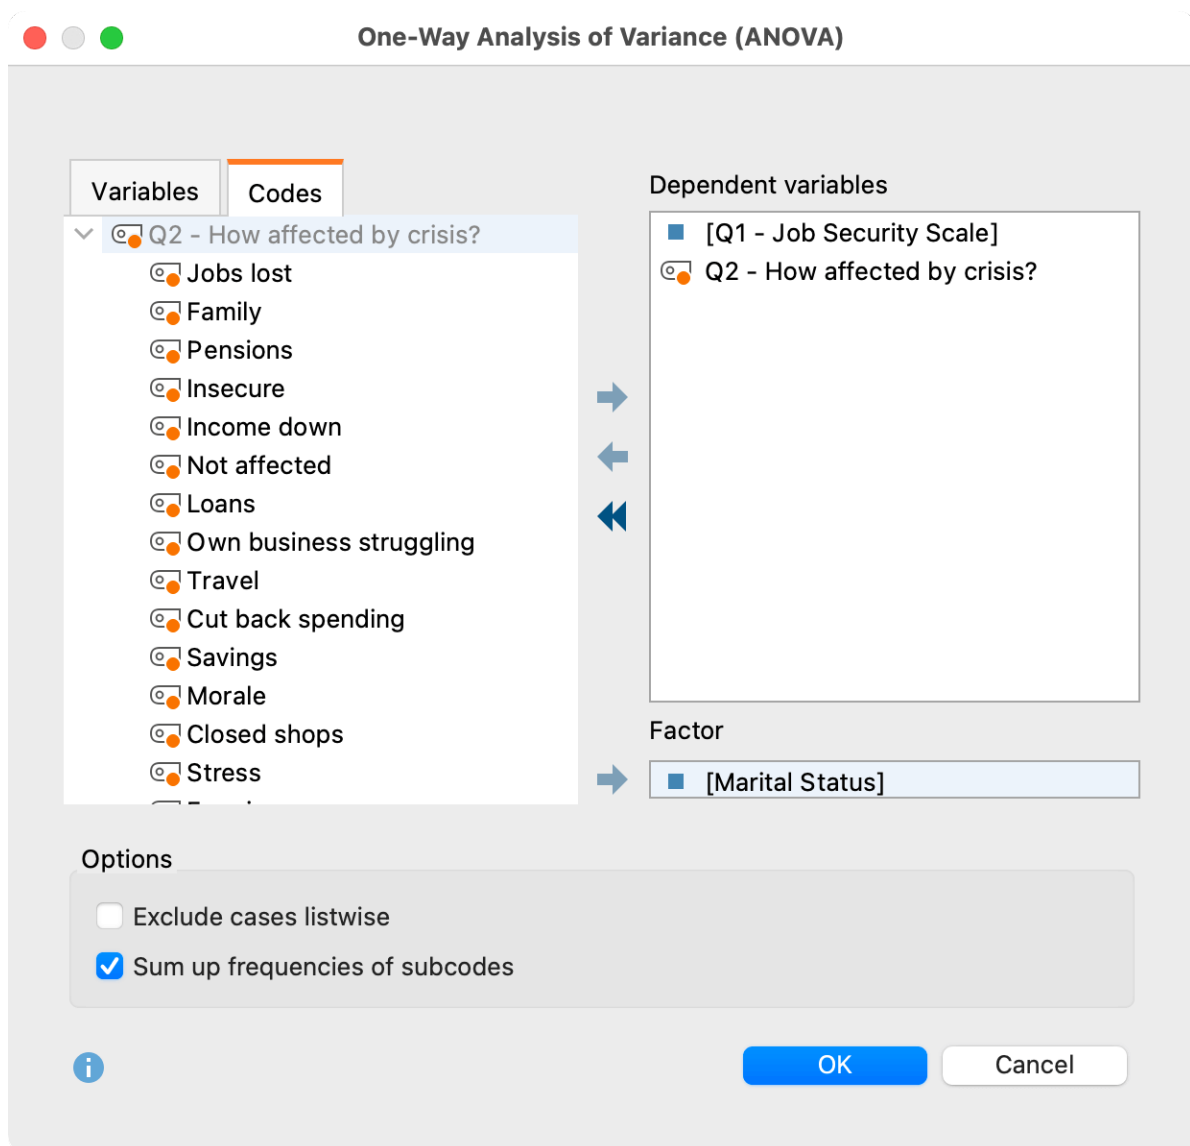 One-Way Analysis of Variance (ANOVA)
Variables
Codes
Q2 - How affected by crisis?
Jobs lost
Family
Pensions
Insecure
Income down
Not affected
Loans
Own business struggling
Travel
Cut back spending
Savings
Morale
Closed shops
Stress
Dependent variables
[Q1 - Job Security Scale]
Q2 - How affected by crisis?
Factor
[Marital Status]
Options
Exclude cases listwise
Sum up frequencies of subcodes
OK
Cancel